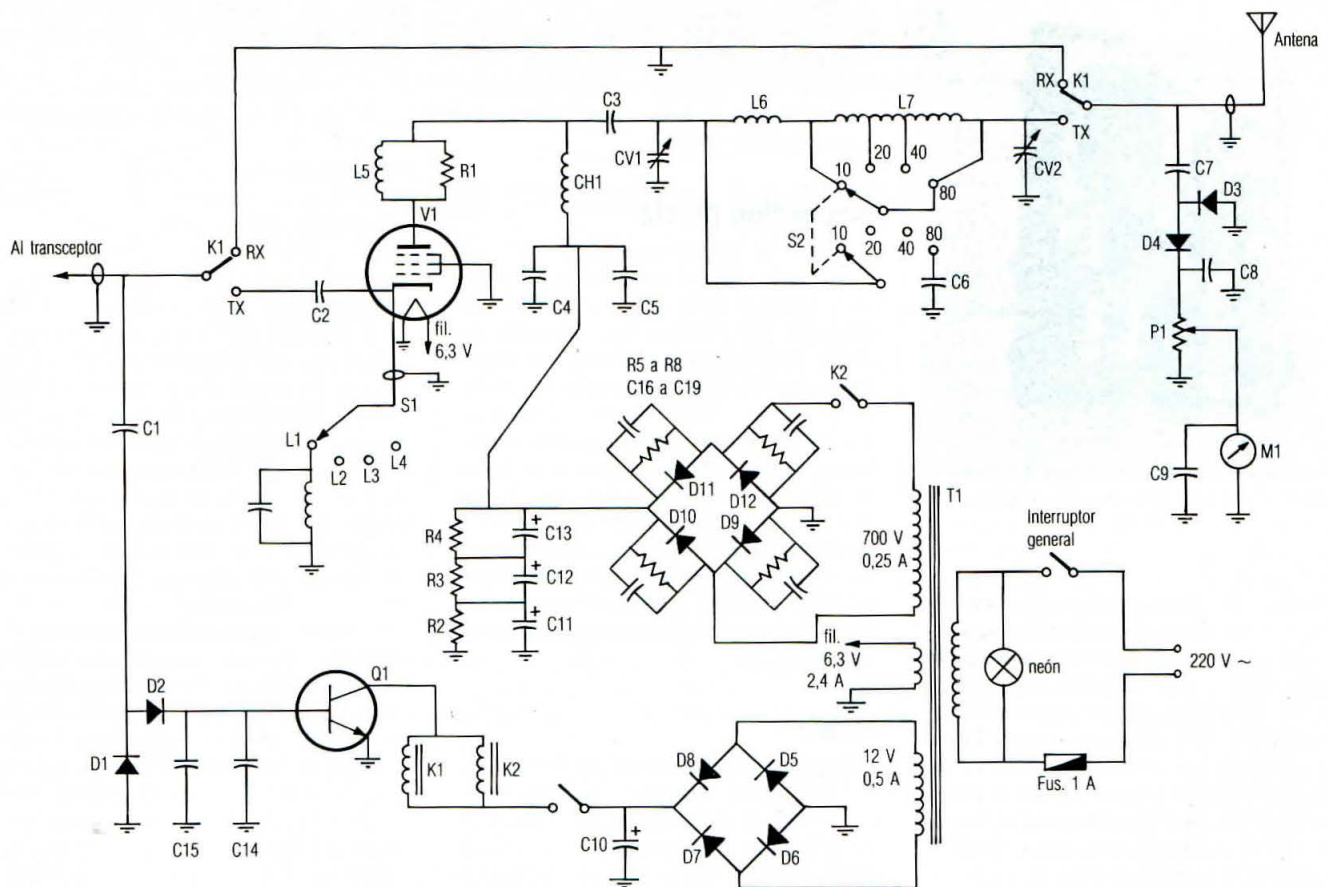 Antena
RX K1
TX
C3
L6
L7
CV1
20 40
10
80
CV2
S2
10
20
40
80
C6
C7
D3
D4
C8
P1
C9
M1
L5
R1
V1
CH1
Al transceptor
K1 RX
TX
C2
C4
C5
fil.
6,3 V
S1
L1
L2
L3
L4
C1
R5 a R8
C16 a C19
K2
D11
D12
D10
D9
R4
C13
R3
C12
R2
C11
+
+
+
T1
700 V
0,25 A
Interruptor
general
fil.
6,3 V
2,4 A
neón
220 V ~
Fus. 1 A
12 V
0,5 A
Q1
D2
D1
C15
C14
K1
K2
C10
+
D8
D5
D7
D6